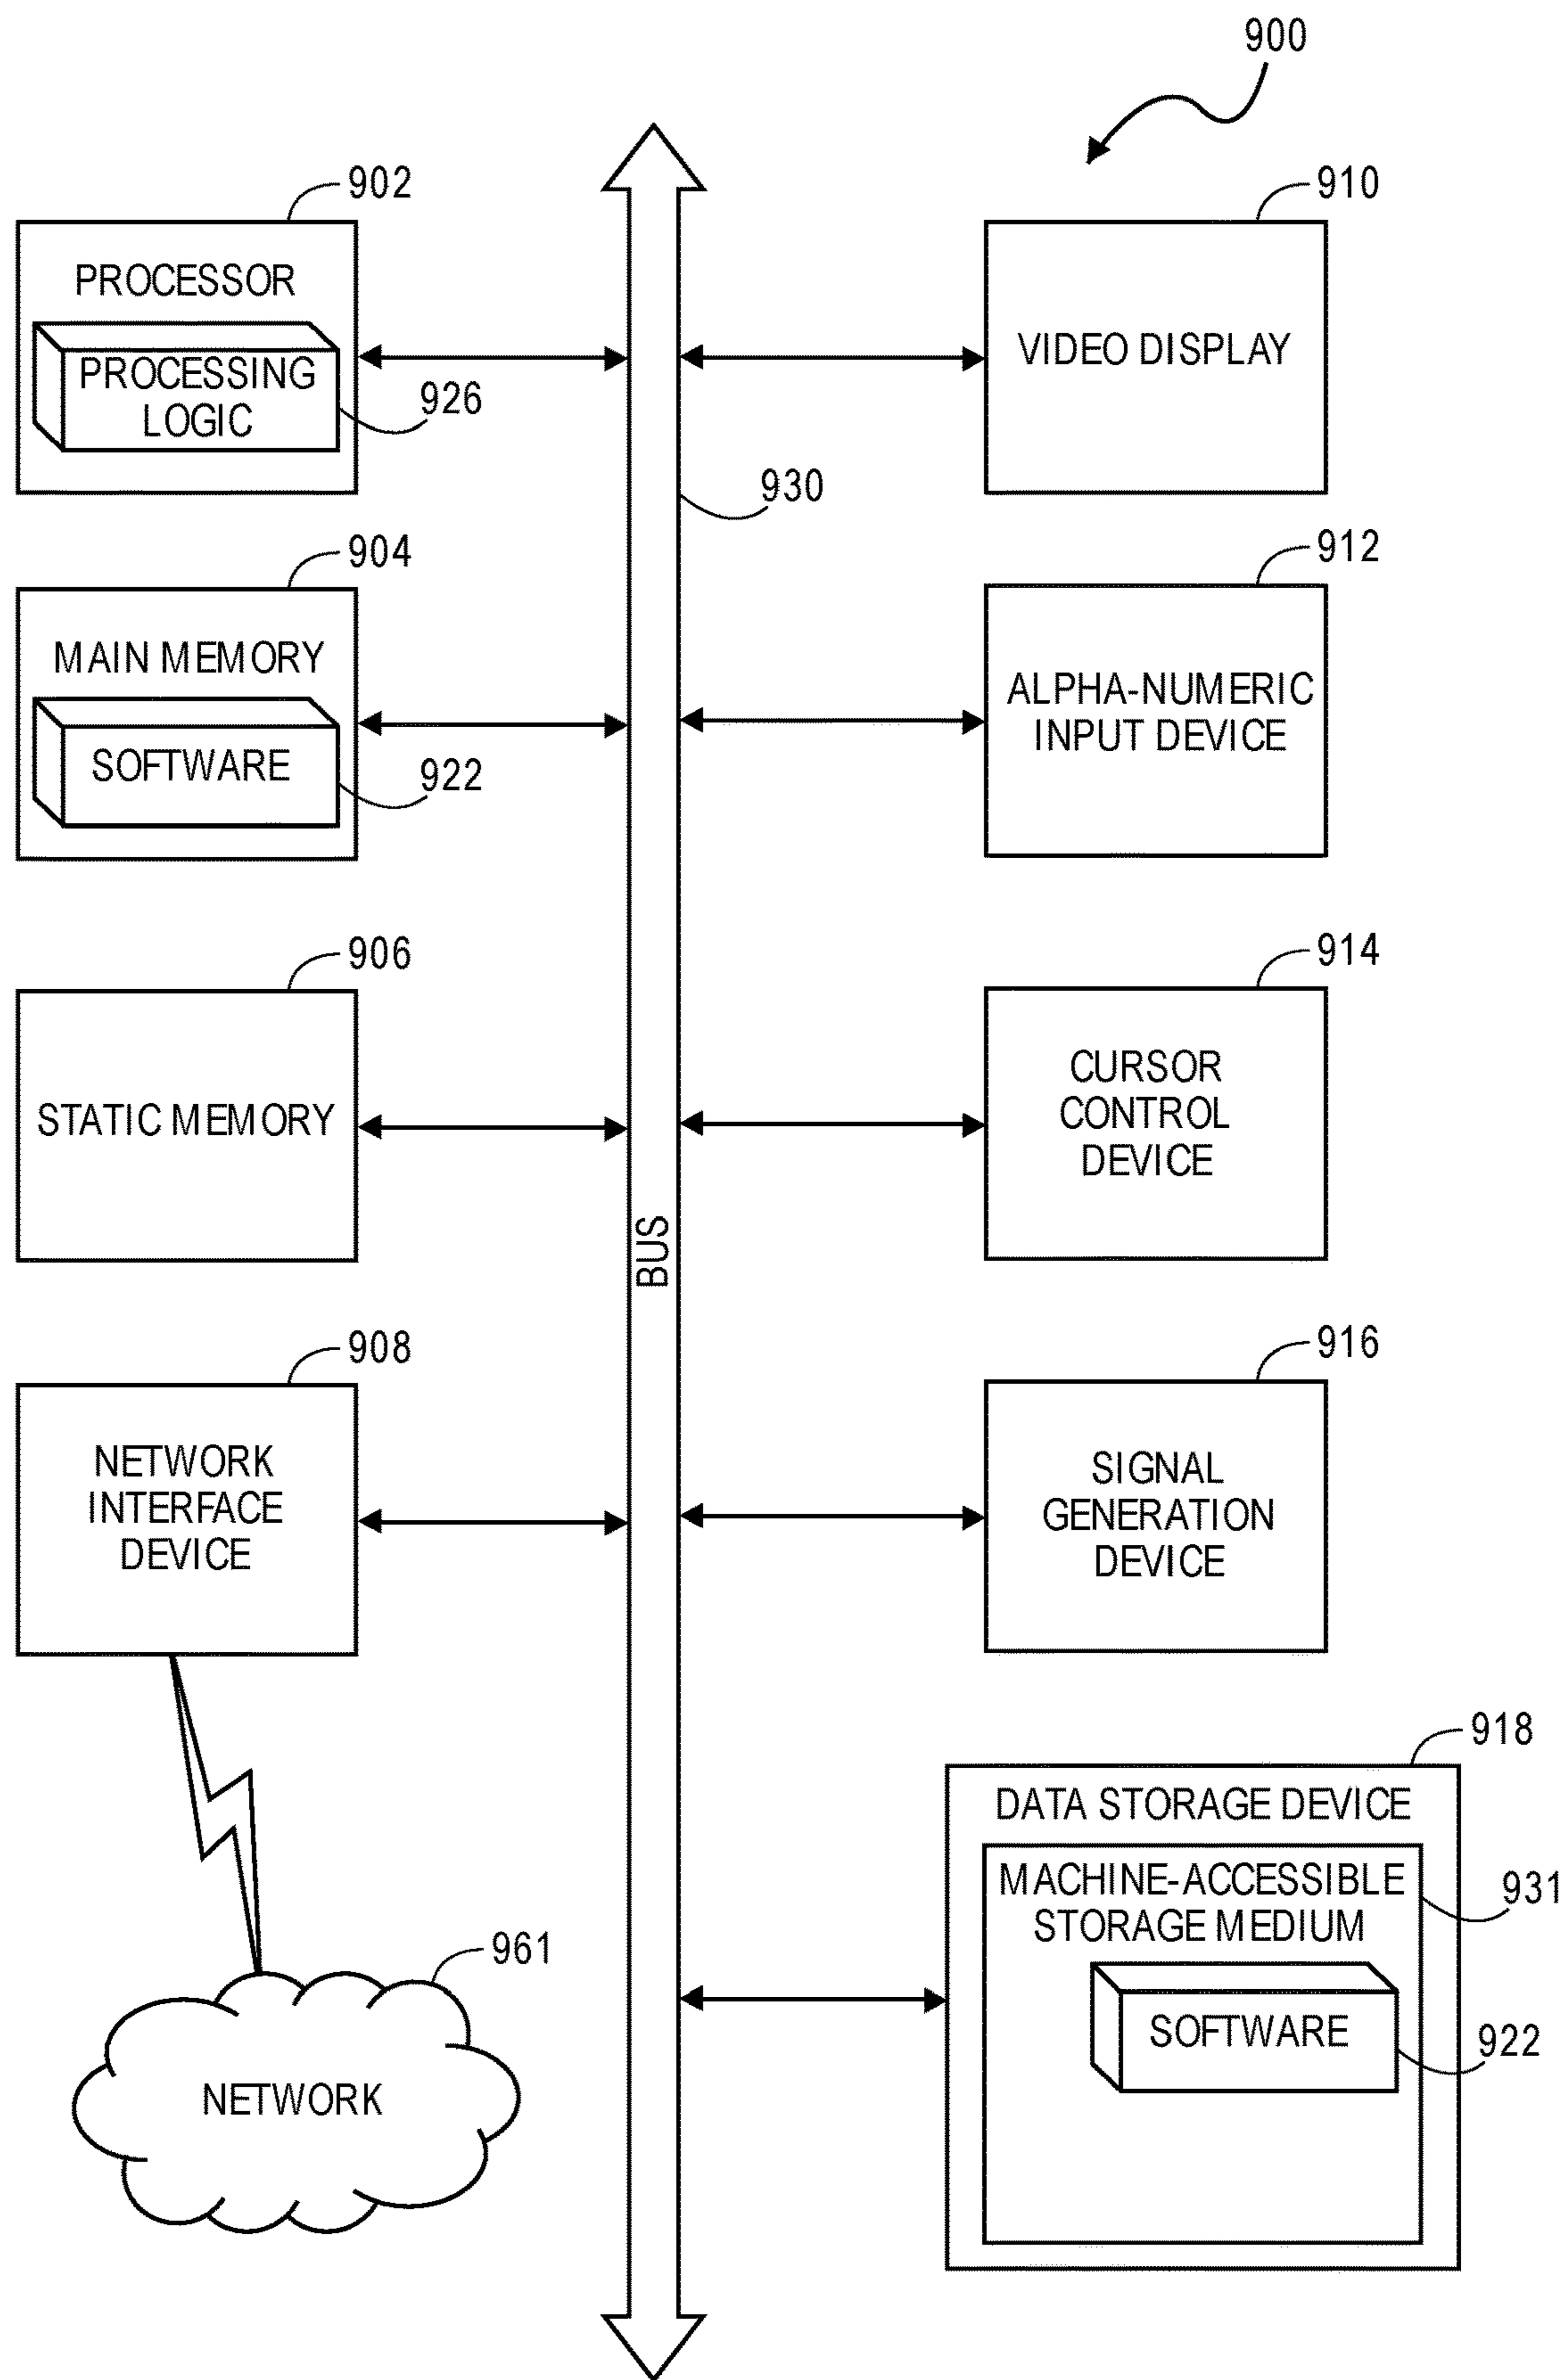 900
902
PROCESSOR
PROCESSING
LOGIC
926
910
VIDEO DISPLAY
930
904
MAIN MEMORY
SOFTWARE
922
912
ALPHA-NUMERIC
INPUT DEVICE
906
STATIC MEMORY
914
CURSOR
CONTROL
DEVICE
BUS
908
NETWORK
INTERFACE
DEVICE
916
SIGNAL
GENERATION
DEVICE
918
DATA STORAGE DEVICE
MACHINE-ACCESSIBLE
STORAGE MEDIUM
931
SOFTWARE
922
961
NETWORK